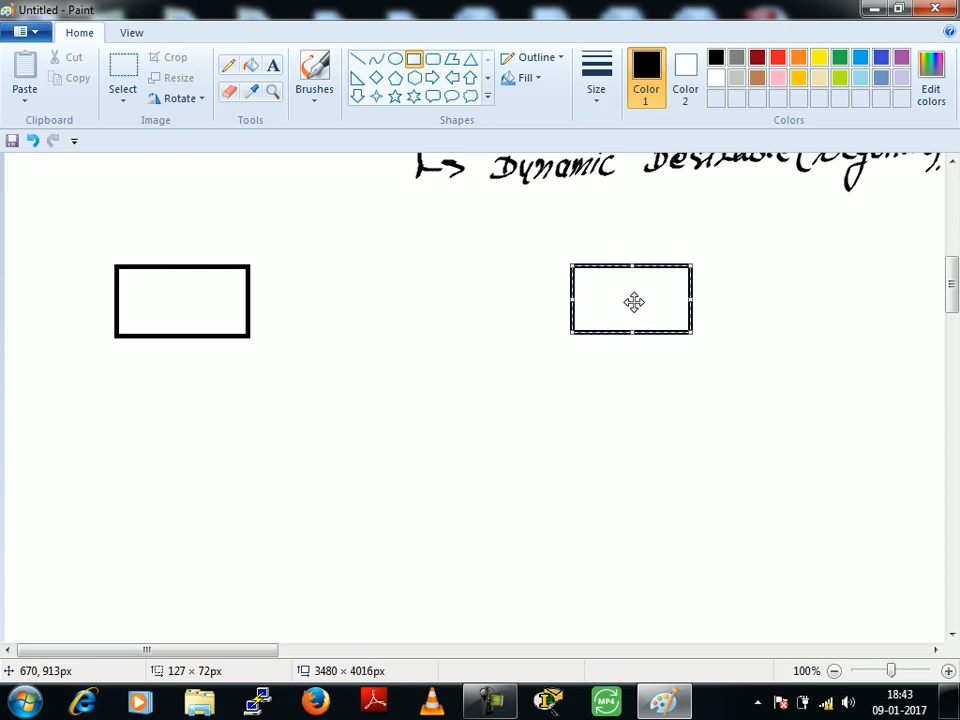 Untitled - Paint
Home View
Paste
Cut
Copy
Clipboard
Select
Crop
Resize
Rotate
Image
Tools
Brushes
Shapes
Outline
Fill
Size
Color 1
Color 2
Edit colors
Colors
↳ Dynamic Desirable
670, 913px
127 × 72px
3480 × 4016px
100%
MP4
18:43
09-01-2017